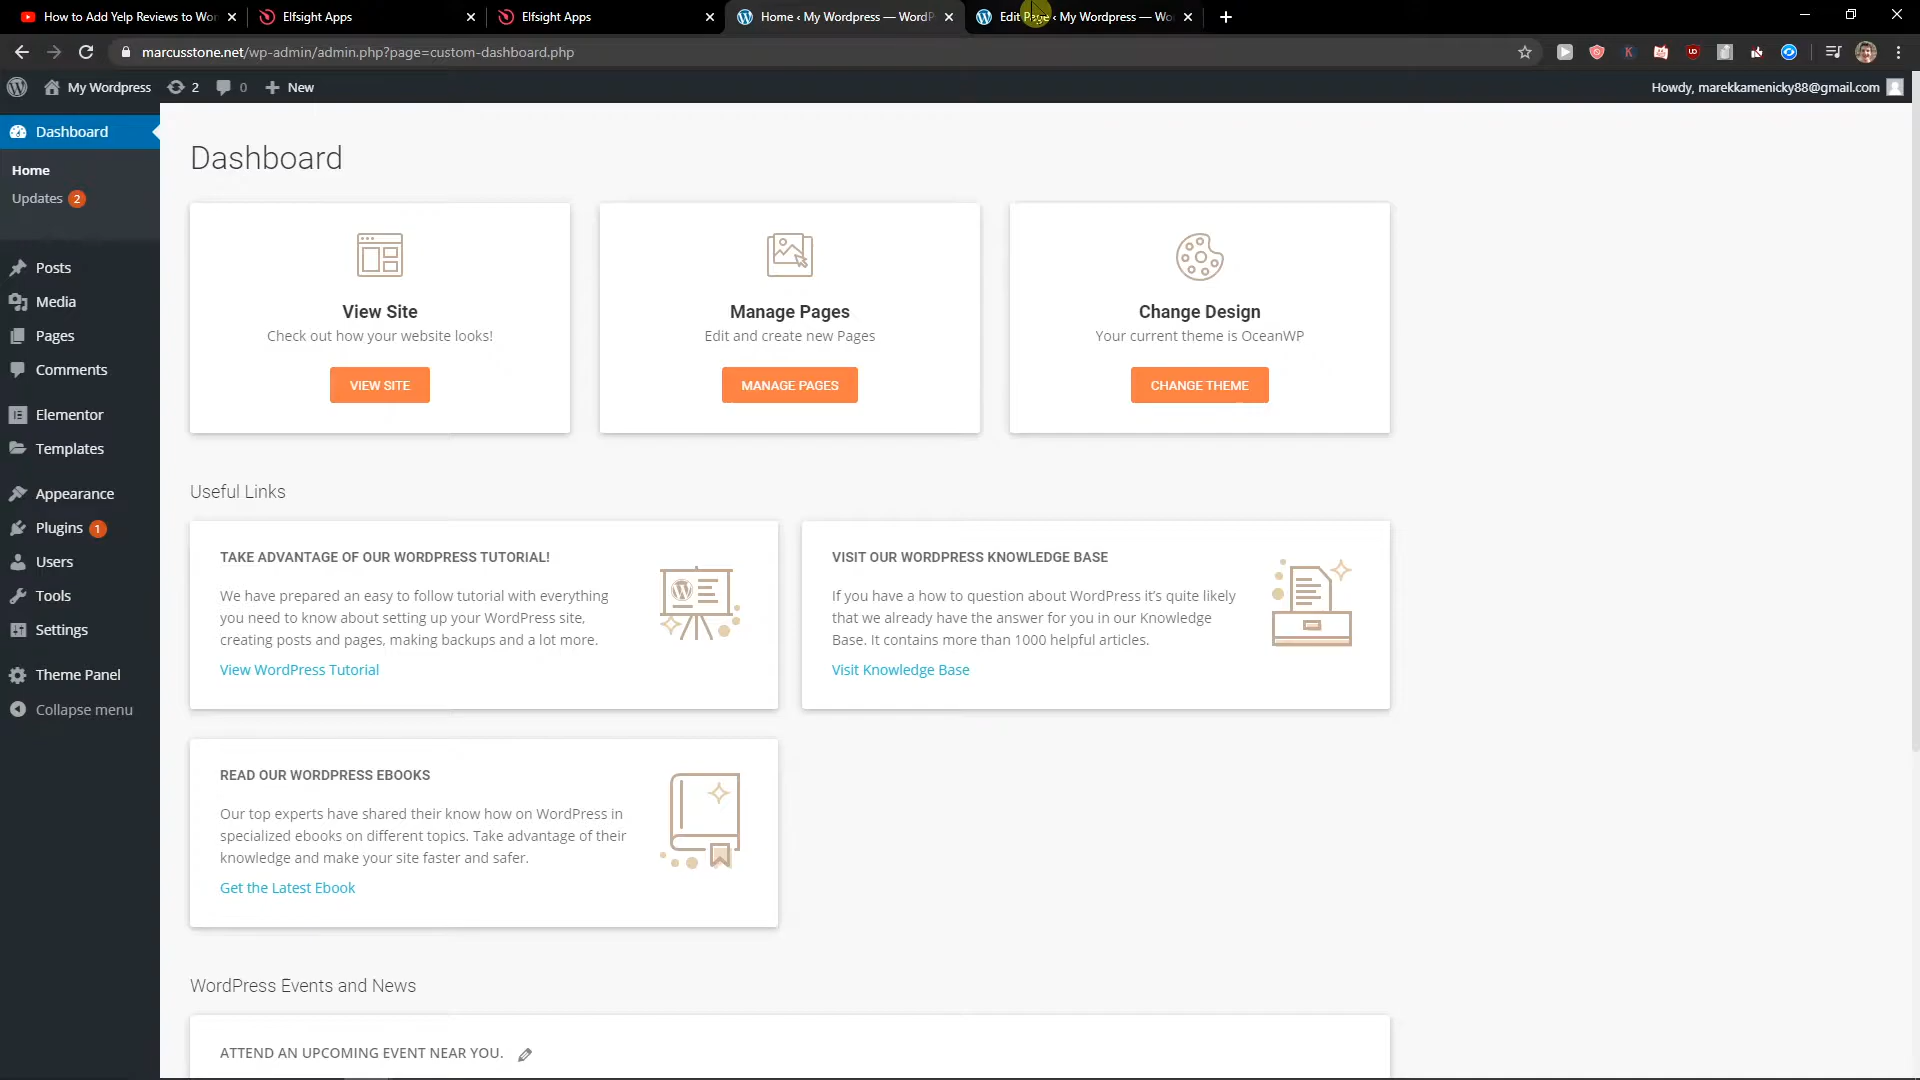 How to Add Yelp Reviews to Wor
Elfsight Apps
Elfsight Apps
Home ‹ My Wordpress — WordP
Edit Page ‹ My Wordpress — Wo
marcusstone.net/wp-admin/admin.php?page=custom-dashboard.php
My Wordpress
2
0
New
Howdy, marekkamenicky88@gmail.com
Dashboard
Home
Updates 2
Posts
Media
Pages
Comments
Elementor
Templates
Appearance
Plugins 1
Users
Tools
Settings
Theme Panel
Collapse menu
Dashboard
View Site
Check out how your website looks!
VIEW SITE
Manage Pages
Edit and create new Pages
MANAGE PAGES
Change Design
Your current theme is OceanWP
CHANGE THEME
Useful Links
TAKE ADVANTAGE OF OUR WORDPRESS TUTORIAL!
We have prepared an easy to follow tutorial with everything
you need to know about setting up your WordPress site,
creating posts and pages, making backups and a lot more.
View WordPress Tutorial
VISIT OUR WORDPRESS KNOWLEDGE BASE
If you have a how to question about WordPress it's quite likely
that we already have the answer for you in our Knowledge
Base. It contains more than 1000 helpful articles.
Visit Knowledge Base
READ OUR WORDPRESS EBOOKS
Our top experts have shared their know how on WordPress in
specialized ebooks on different topics. Take advantage of their
knowledge and make your site faster and safer.
Get the Latest Ebook
WordPress Events and News
ATTEND AN UPCOMING EVENT NEAR YOU.